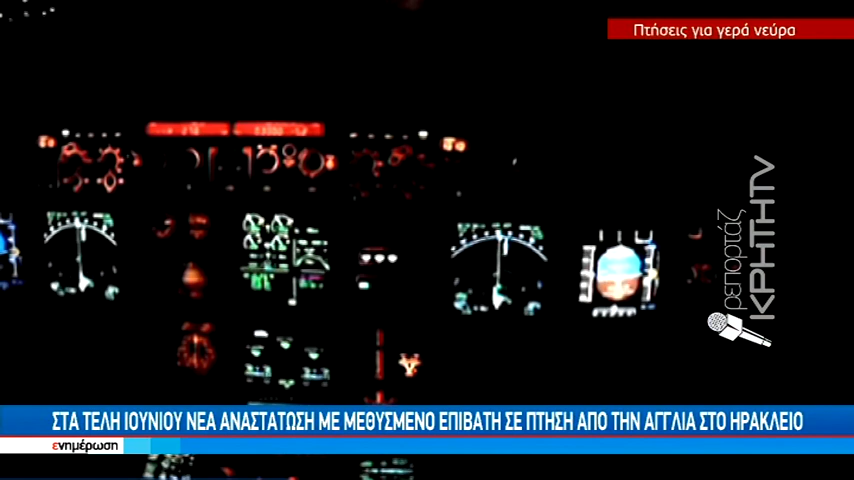 Πτήσεις για γερά νεύρα
ρεπορτάζ
ΚΡΗΤΗTV
ΣΤΑ ΤΕΛΗ ΙΟΥΝΙΟΥ ΝΕΑ ΑΝΑΣΤΑΤΩΣΗ ΜΕ ΜΕΘΥΣΜΕΝΟ ΕΠΙΒΑΤΗ ΣΕ ΠΤΗΣΗ ΑΠΟ ΤΗΝ ΑΓΓΛΙΑ ΣΤΟ ΗΡΑΚΛΕΙΟ
ενημέρωση